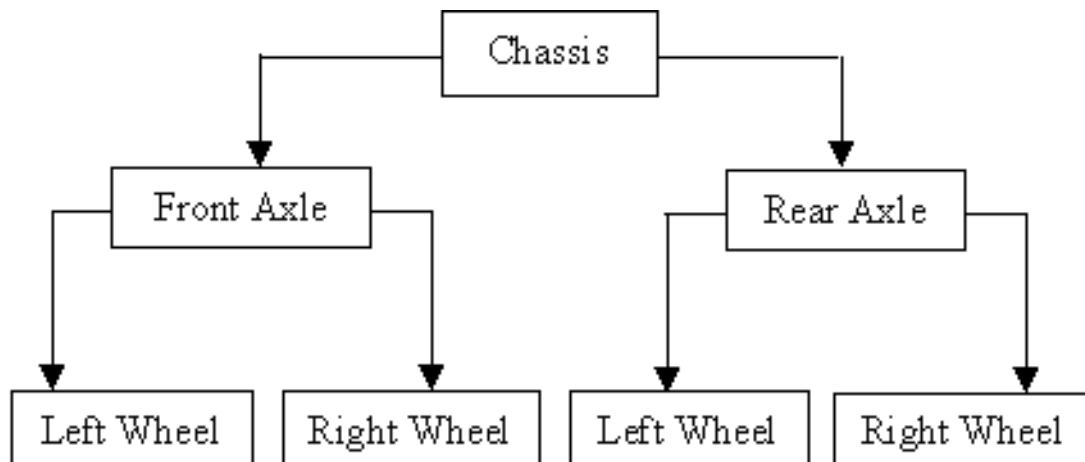 Chassis
Front Axle
Rear Axle
Left Wheel
Right Wheel
Left Wheel
Right Wheel